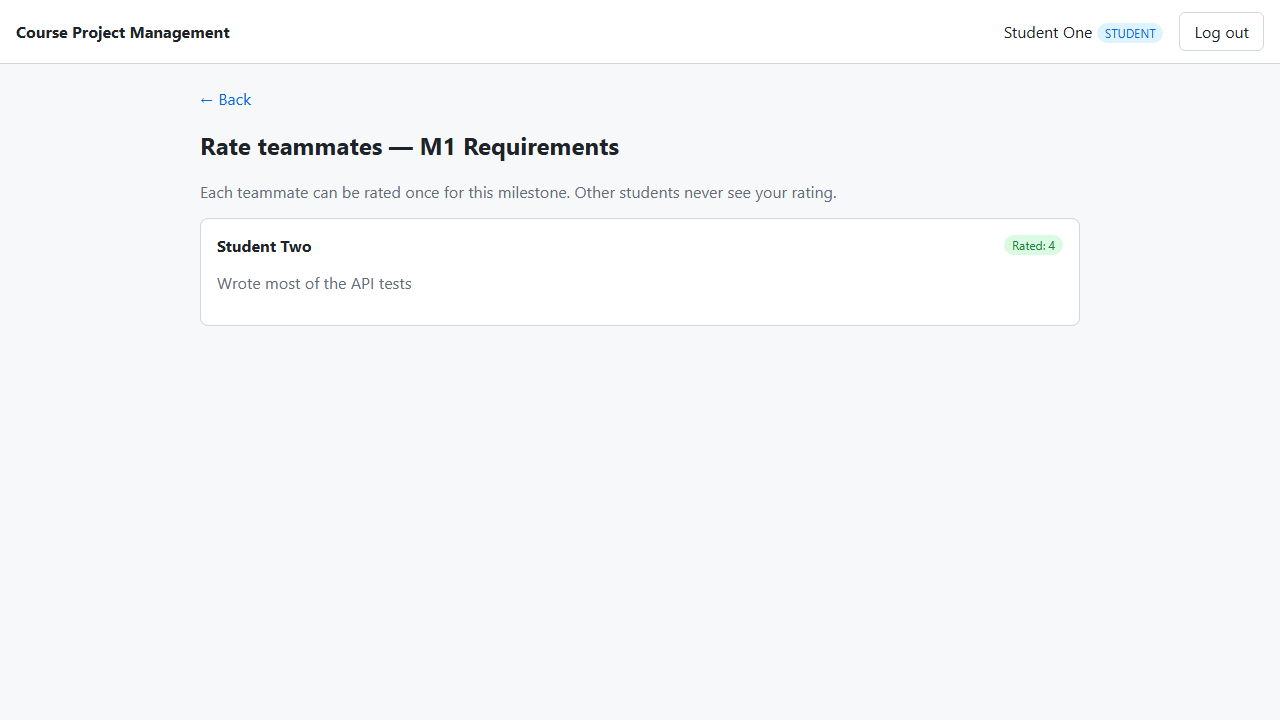 Course Project Management
Student One STUDENT Log out
← Back
Rate teammates — M1 Requirements
Each teammate can be rated once for this milestone. Other students never see your rating.
Student Two Rated: 4
Wrote most of the API tests